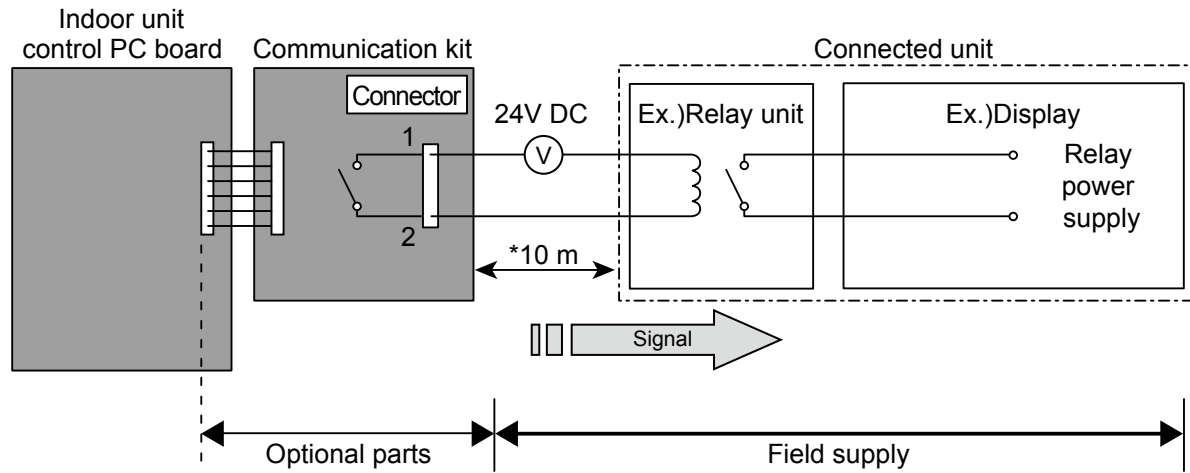 Indoor unit
control PC board
Communication kit
Connected unit
Connector
24V DC
Ex.)Relay unit
Ex.)Display
1
V
Relay
power
supply
2
*10 m
Signal
Optional parts
Field supply